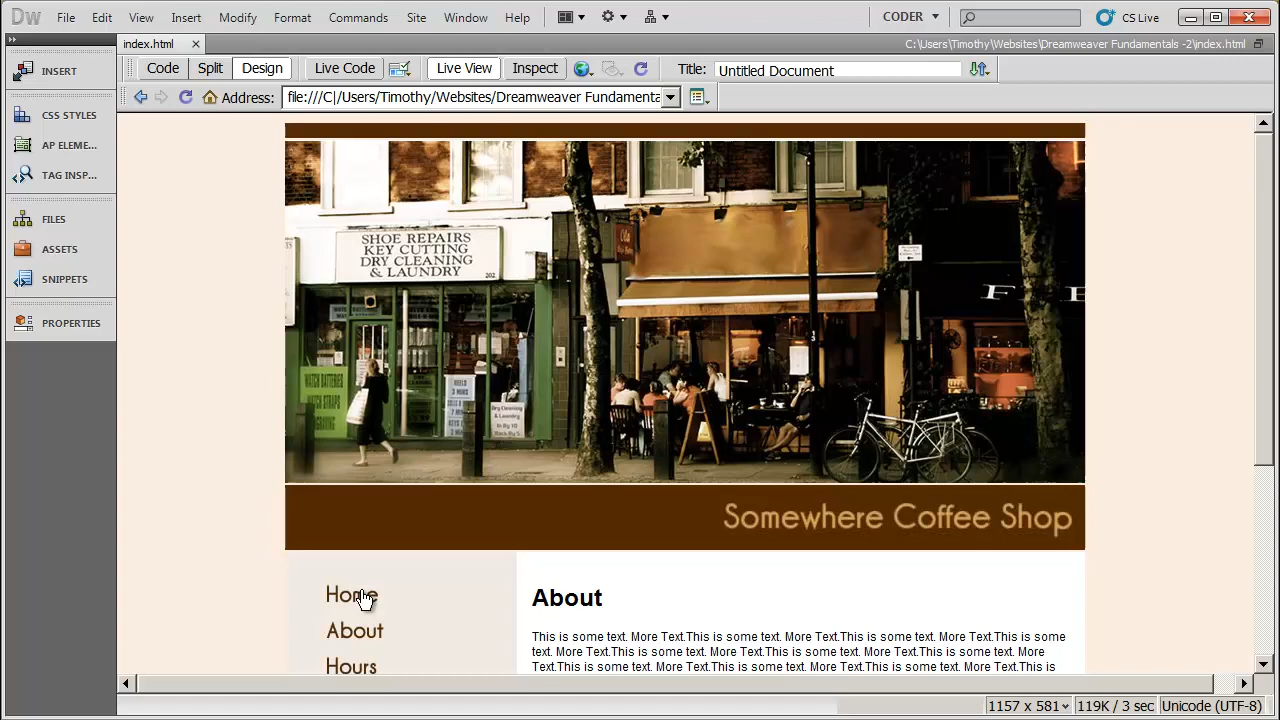 Dw File Edit View Insert Modify Format Commands Site Window Help CODER CS Live
index.html C:\Users\Timothy\Websites\Dreamweaver Fundamentals -2\index.html
INSERT Code Split Design Live Code Live View Inspect Title: Untitled Document
Address: file:///C|/Users/Timothy/Websites/Dreamweaver Fundamenta
CSS STYLES
AP ELEME...
TAG INSP...
FILES
ASSETS
SNIPPETS
PROPERTIES
SHOE REPAIRS
KEY CUTTING
DRY CLEANING
& LAUNDRY
202
WATCH BATTERIES
WATCH STRAPS
Somewhere Coffee Shop
Home
About
Hours
About
This is some text. More Text.This is some text. More Text.This is some text. More Text.This is some
text. More Text.This is some text. More Text.This is some text. More Text.This is some text.
More Text.This is some text. More Text.This is some text. More Text.This is some text. More Text.This is
1157 x 581 119K / 3 sec Unicode (UTF-8)